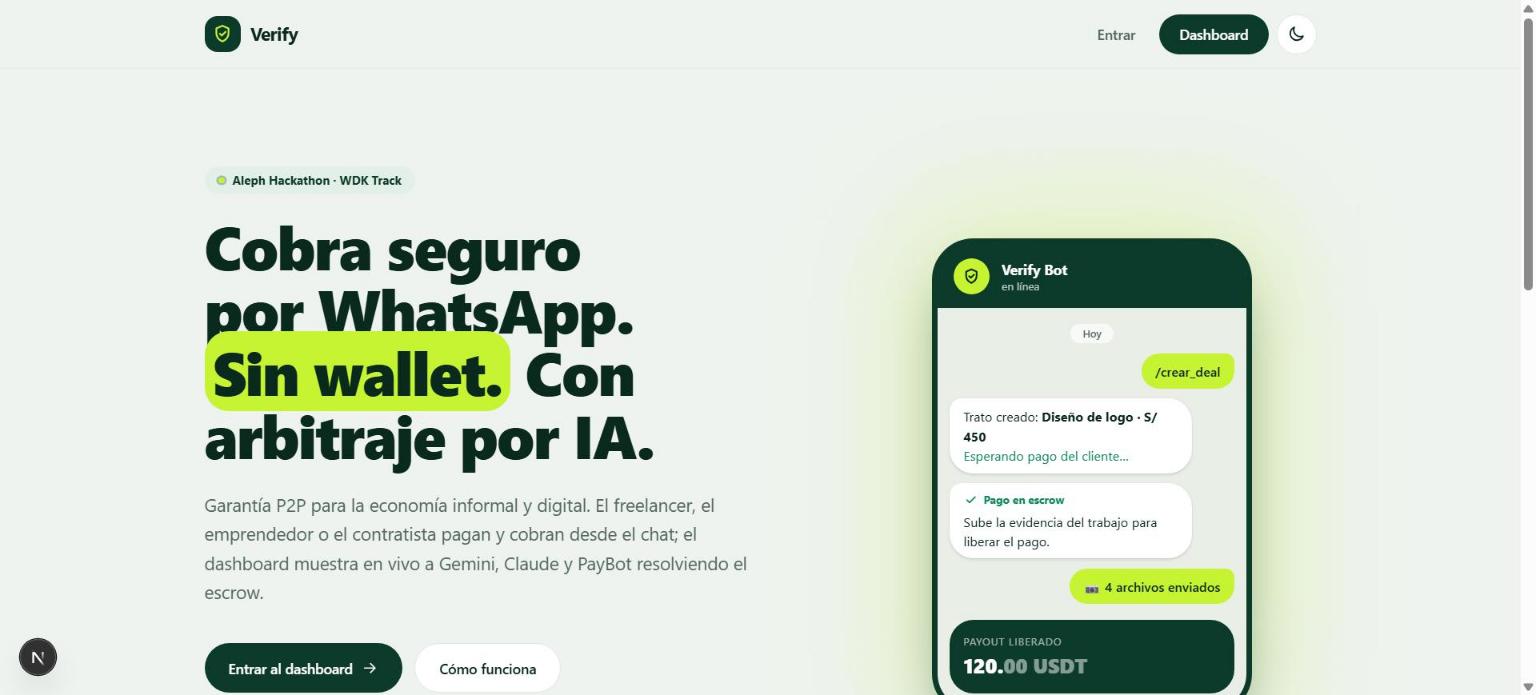 Verify
Entrar
Dashboard
Aleph Hackathon · WDK Track
Cobra seguro
por WhatsApp.
Sin wallet. Con
arbitraje por IA.
Garantía P2P para la economía informal y digital. El freelancer, el
emprendedor o el contratista pagan y cobran desde el chat; el
dashboard muestra en vivo a Gemini, Claude y PayBot resolviendo el
escrow.
Entrar al dashboard →
Cómo funciona
N
Verify Bot
en línea
Hoy
/crear_deal
Trato creado: Diseño de logo · S/
450
Esperando pago del cliente...
Pago en escrow
Sube la evidencia del trabajo para
liberar el pago.
4 archivos enviados
PAYOUT LIBERADO
120.00 USDT